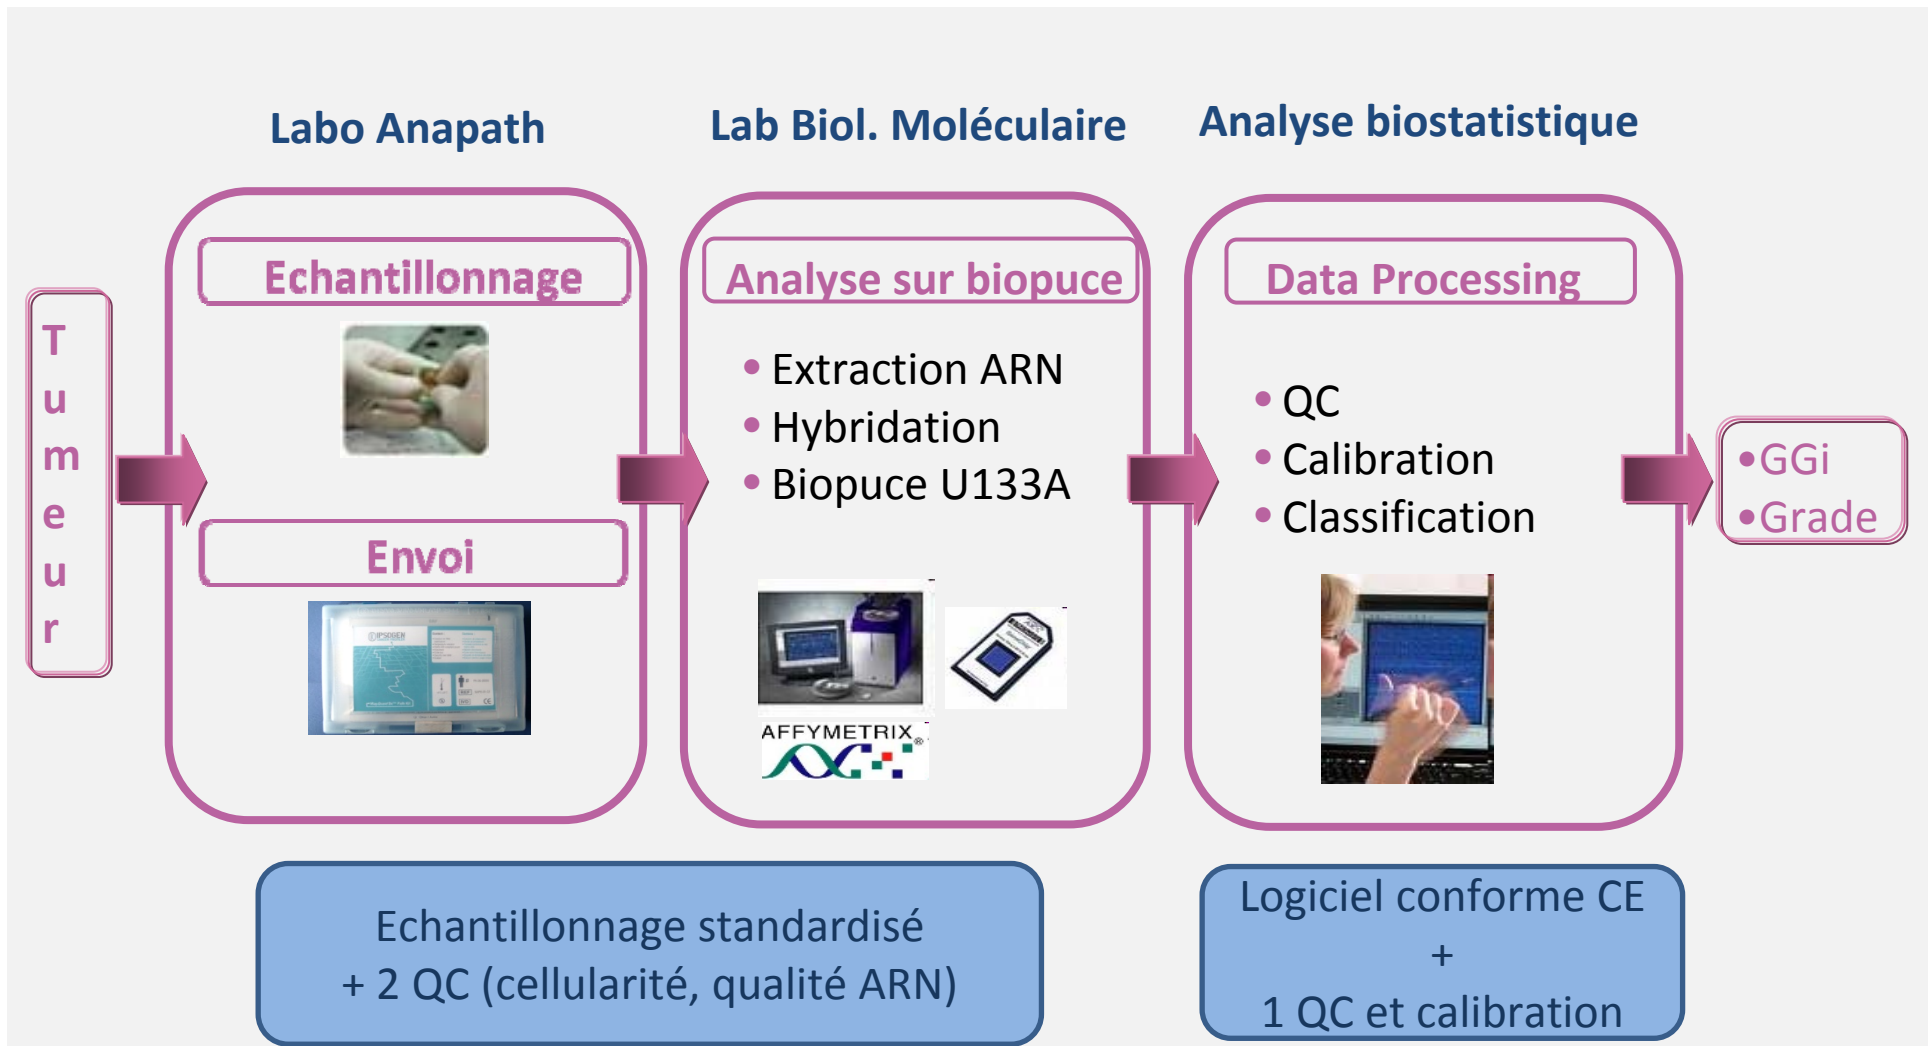 Labo Anapath
Lab Biol. Moléculaire
Analyse biostatistique
Tumeur
Echantillonnage
Envoi
IPSOGEN
Analyse sur biopuce
• Extraction ARN
• Hybridation
• Biopuce U133A
AFFYMETRIX®
Data Processing
• QC
• Calibration
• Classification
•GGi
•Grade
Echantillonnage standardisé
+ 2 QC (cellularité, qualité ARN)
Logiciel conforme CE
+
1 QC et calibration